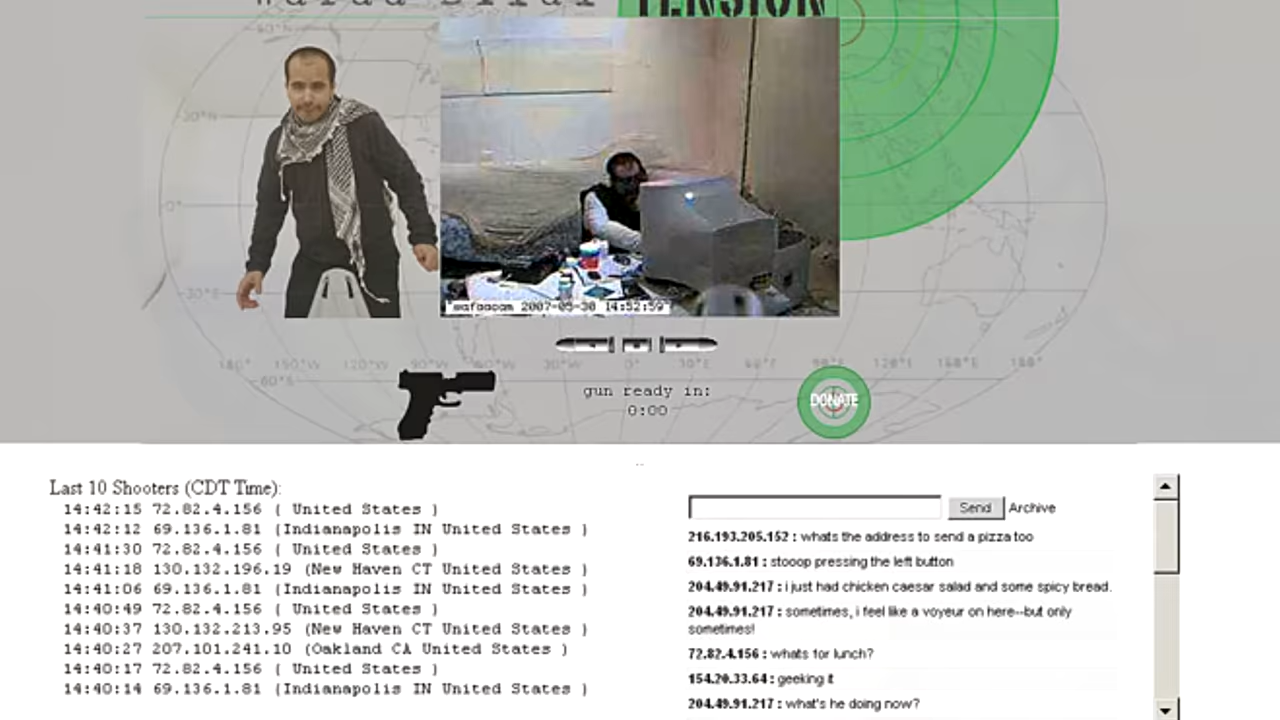 TENSION
wafaacam 2007-05-30 14:52:59
gun ready in:
0:00
DONATE
Last 10 Shooters (CDT Time):
14:42:15 72.82.4.156 ( United States )
14:42:12 69.136.1.81 (Indianapolis IN United States )
14:41:30 72.82.4.156 ( United States )
14:41:18 130.132.196.19 (New Haven CT United States )
14:41:06 69.136.1.81 (Indianapolis IN United States )
14:40:49 72.82.4.156 ( United States )
14:40:37 130.132.213.95 (New Haven CT United States )
14:40:27 207.101.241.10 (Oakland CA United States )
14:40:17 72.82.4.156 ( United States )
14:40:14 69.136.1.81 (Indianapolis IN United States )
Send Archive
216.193.205.152 : whats the address to send a pizza too
69.136.1.81 : stooop pressing the left button
204.49.91.217 : i just had chicken caesar salad and some spicy bread.
204.49.91.217 : sometimes, i feel like a voyeur on here--but only
sometimes!
72.82.4.156 : whats for lunch?
154.20.33.64 : geeking it
204.49.91.217 : what's he doing now?